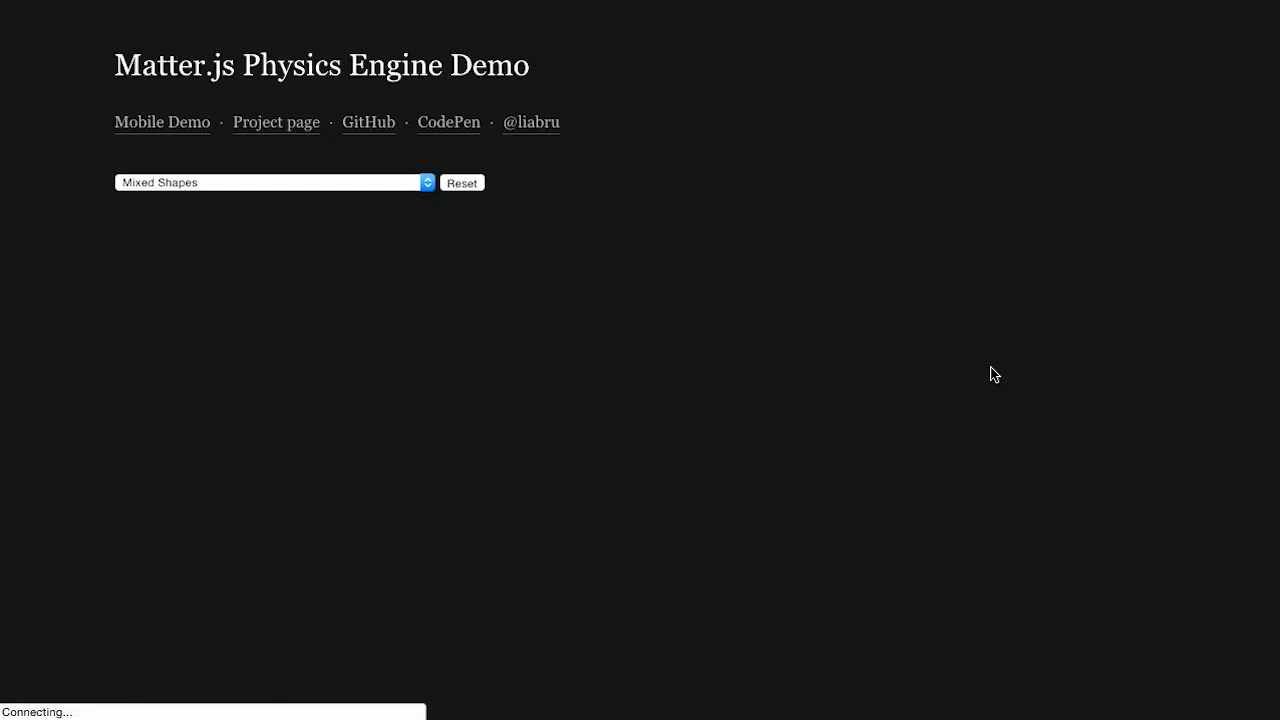 Matter.js Physics Engine Demo
Mobile Demo · Project page · GitHub · CodePen · @liabru
Mixed Shapes Reset
Connecting...